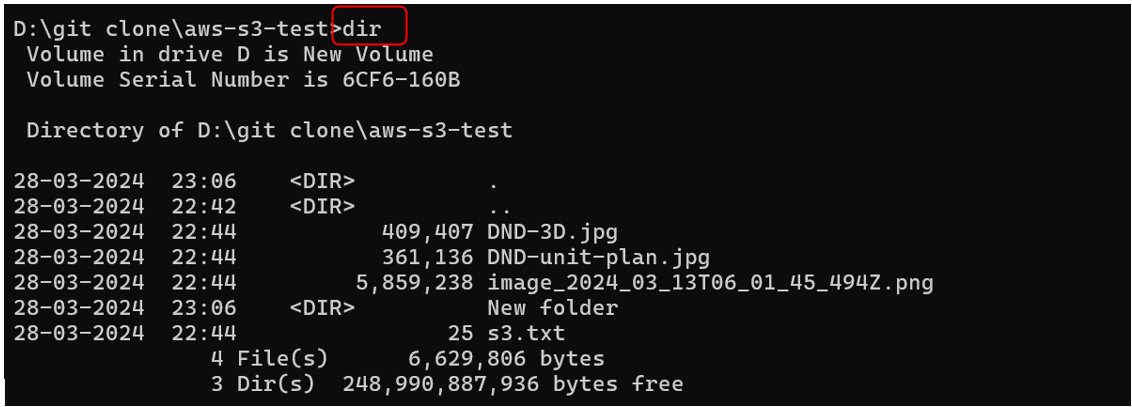 D:\git clone\aws-s3-test>dir
Volume in drive D is New Volume
Volume Serial Number is 6CF6-160B
Directory of D:\git clone\aws-s3-test
28-03-2024  23:06    <DIR>          .
28-03-2024  22:42    <DIR>          ..
28-03-2024  22:44           409,407 DND-3D.jpg
28-03-2024  22:44           361,136 DND-unit-plan.jpg
28-03-2024  22:44         5,859,238 image_2024_03_13T06_01_45_494Z.png
28-03-2024  23:06    <DIR>          New folder
28-03-2024  22:44                25 s3.txt
4 File(s)      6,629,806 bytes
3 Dir(s)  248,990,887,936 bytes free